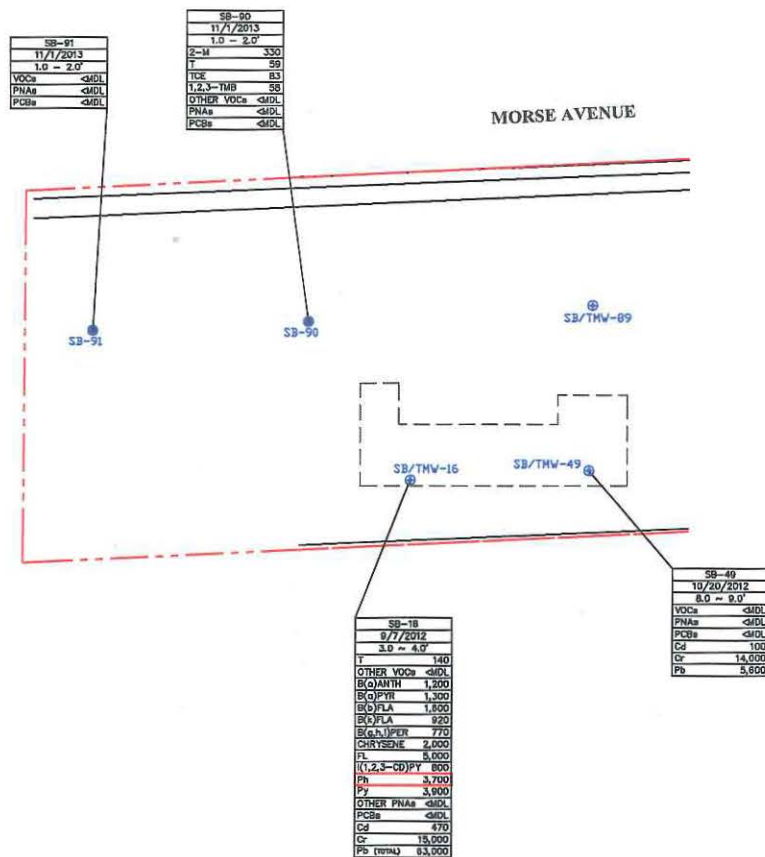 SB-91
11/1/2013
1.0 - 2.0'
VOCs <MDL
PNAs <MDL
PCBs <MDL
SB-90
11/1/2013
1.0 - 2.0'
2-M 330
T 59
TCE 83
1,2,3-TMB 58
OTHER VOCs <MDL
PNAs <MDL
PCBs <MDL
MORSE AVENUE
SB-91
SB-90
SB/TMW-89
SB/TMW-16
SB/TMW-49
SB-49
10/20/2012
8.0 ~ 9.0'
VOCs <MDL
PNAs <MDL
PCBs <MDL
Cd 100
Cr 14,000
Pb 5,600
SB-16
9/7/2012
3.0 ~ 4.0'
T 140
OTHER VOCs <MDL
B(a)ANTH 1,200
B(a)PYR 1,300
B(b)FLA 1,600
B(k)FLA 920
B(g,h,i)PER 770
CHRYSENE 2,000
FL 5,000
I(1,2,3-CD)PY 800
Ph 3,700
Py 3,900
OTHER PNAs <MDL
PCBs <MDL
Cd 470
Cr 15,000
Pb (TOTAL) 63,000